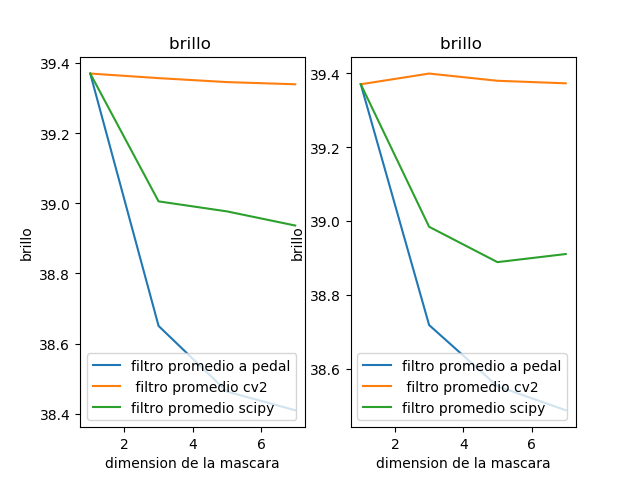 brillo
39.4
39.2
39.0
38.8
38.6
38.4
brillo
filtro promedio a pedal
filtro promedio cv2
filtro promedio scipy
2
4
6
dimension de la mascara
brillo
39.4
39.2
39.0
38.8
38.6
brillo
filtro promedio a pedal
filtro promedio cv2
filtro promedio scipy
2
4
6
dimension de la mascara